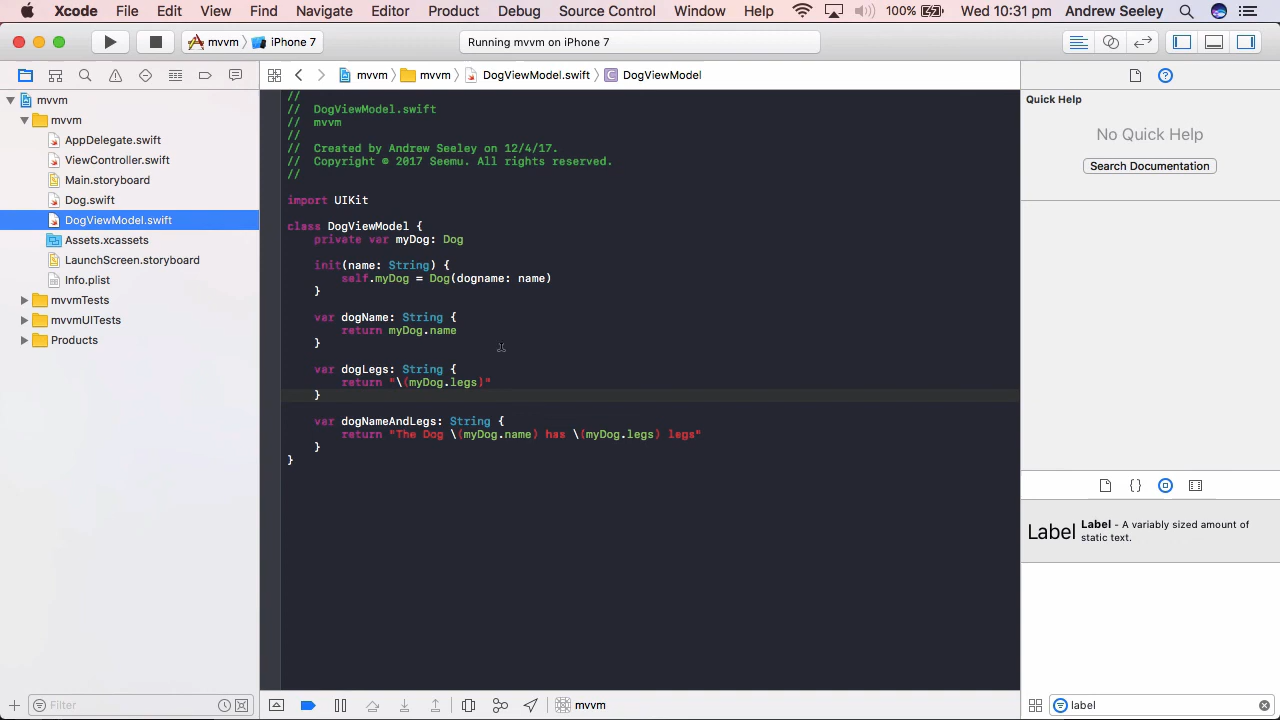 Xcode File Edit View Find Navigate Editor Product Debug Source Control Window Help 100% Wed 10:31 pm Andrew Seeley
mvvm iPhone 7 Running mvvm on iPhone 7
mvvm mvvm DogViewModel.swift C DogViewModel
mvvm
mvvm
AppDelegate.swift
ViewController.swift
Main.storyboard
Dog.swift
DogViewModel.swift
Assets.xcassets
LaunchScreen.storyboard
Info.plist
mvvmTests
mvvmUITests
Products
Filter
//
// DogViewModel.swift
// mvvm
//
// Created by Andrew Seeley on 12/4/17.
// Copyright © 2017 Seemu. All rights reserved.
//
import UIKit
class DogViewModel {
private var myDog: Dog
init(name: String) {
self.myDog = Dog(dogname: name)
}
var dogName: String {
return myDog.name
}
var dogLegs: String {
return "\(myDog.legs)"
}
var dogNameAndLegs: String {
return "The Dog \(myDog.name) has \(myDog.legs) legs"
}
}
mvvm
Quick Help
No Quick Help
Search Documentation
{}
Label
Label - A variably sized amount of
static text.
label